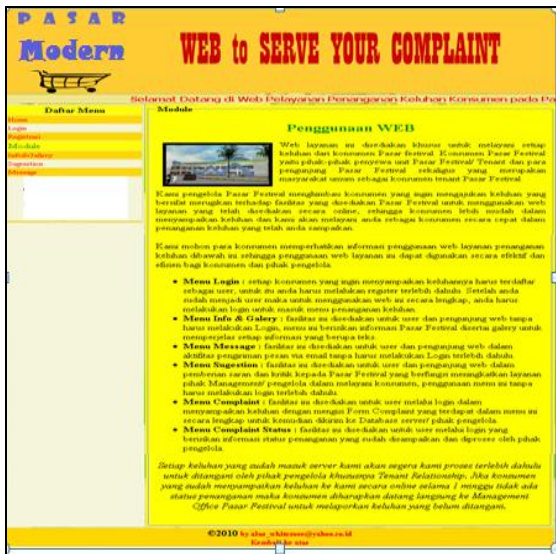 PASAR
Modern
WEB to SERVE YOUR COMPLAINT
Selamat Datang di Web Pelayanan Penanganan Keluhan Konsumen pada Pa
Daftar Menu
Home
Login
Registrasi
Module
Info&Galery
Sugestion
Message
Module
Penggunaan WEB
Web layanan ini disediakan khusus untuk melayani setiap
keluhan dari konsumen Pasar Festival. Konsumen Pasar Festival
yaitu pihak-pihak penyewa unit Pasar Festival/ Tenant dan para
pengunjung Pasar Festival sekaligus yang merupakan
masyarakat umum sebagai konsumen tenant Pasar Festival.
Kami pengelola Pasar Festival menghimbau konsumen yang ingin mengajukan keluhan yang
bersifat merugikan terhadap fasilitas yang disediakan Pasar Festival untuk menggunakan web
layanan yang telah disediakan secara online, sehingga konsumen lebih mudah dalam
menyampaikan keluhan dan kami akan melayani anda sebagai konsumen secara cepat dalam
penanganan keluhan yang telah anda sampaikan.
Kami mohon para konsumen memperhatikan informasi penggunaan web layanan penanganan
keluhan dibawah ini sehingga penggunaan web layanan ini dapat digunakan secara efektif dan
efisien bagi konsumen dan pihak pengelola.
• Menu Login : setiap konsumen yang ingin menyampaikan keluhannya harus terdaftar
sebagai user, untuk itu anda harus melakukan register terlebih dahulu. Setelah anda
sudah menjadi user maka untuk menggunakan web ini secara lengkap, anda harus
melakukan login untuk masuk menu penanganan keluhan.
• Menu Info & Galery : fasilitas ini disediakan untuk user dan pengunjung web tanpa
harus melakukan Login, menu ini berisikan informasi Pasar Festival disertai galery untuk
memperjelas setiap informasi yang berupa teks.
• Menu Message : fasilitas ini disediakan untuk user dan pengunjung web dalam
aktifitas pengiriman pesan via email tanpa harus melakukan Login terlebih dahulu.
• Menu Sugestion : fasilitas ini disediakan untuk user dan pengunjung web dalam
pemberian saran dan kritik kepada Pasar Festival yang berfungsi meningkatkan layanan
pihak Management/ pengelola dalam melayani konsumen, penggunaan menu ini tanpa
harus melakukan login terlebih dahulu.
• Menu Complaint : fasilitas ini disediakan untuk user melalui login dalam
menyampaikan keluhan dengan mengisi Form Complaint yang terdapat dalam menu ini
secara lengkap untuk kemudian dikirim ke Database server/ pihak pengelola.
• Menu Complaint Status : fasilitas ini disediakan untuk user melalui login yang
berisikan informasi status penanganan yang sudah disampaikan dan diproses oleh pihak
pengelola.
Setiap keluhan yang sudah masuk server kami akan segera kami proses terlebih dahulu
untuk ditangani oleh pihak pengelola khususnya Tenant Relationship. Jika konsumen
yang sudah menyampaikan keluhan ke kami secara online selama 1 minggu tidak ada
status penanganan maka konsumen diharapkan datang langsung ke Management
Office Pasar Festival untuk melaporkan keluhan yang belum ditangani.
©2010 by alna_whiterose@yahoo.co.id
Kembali ke atas